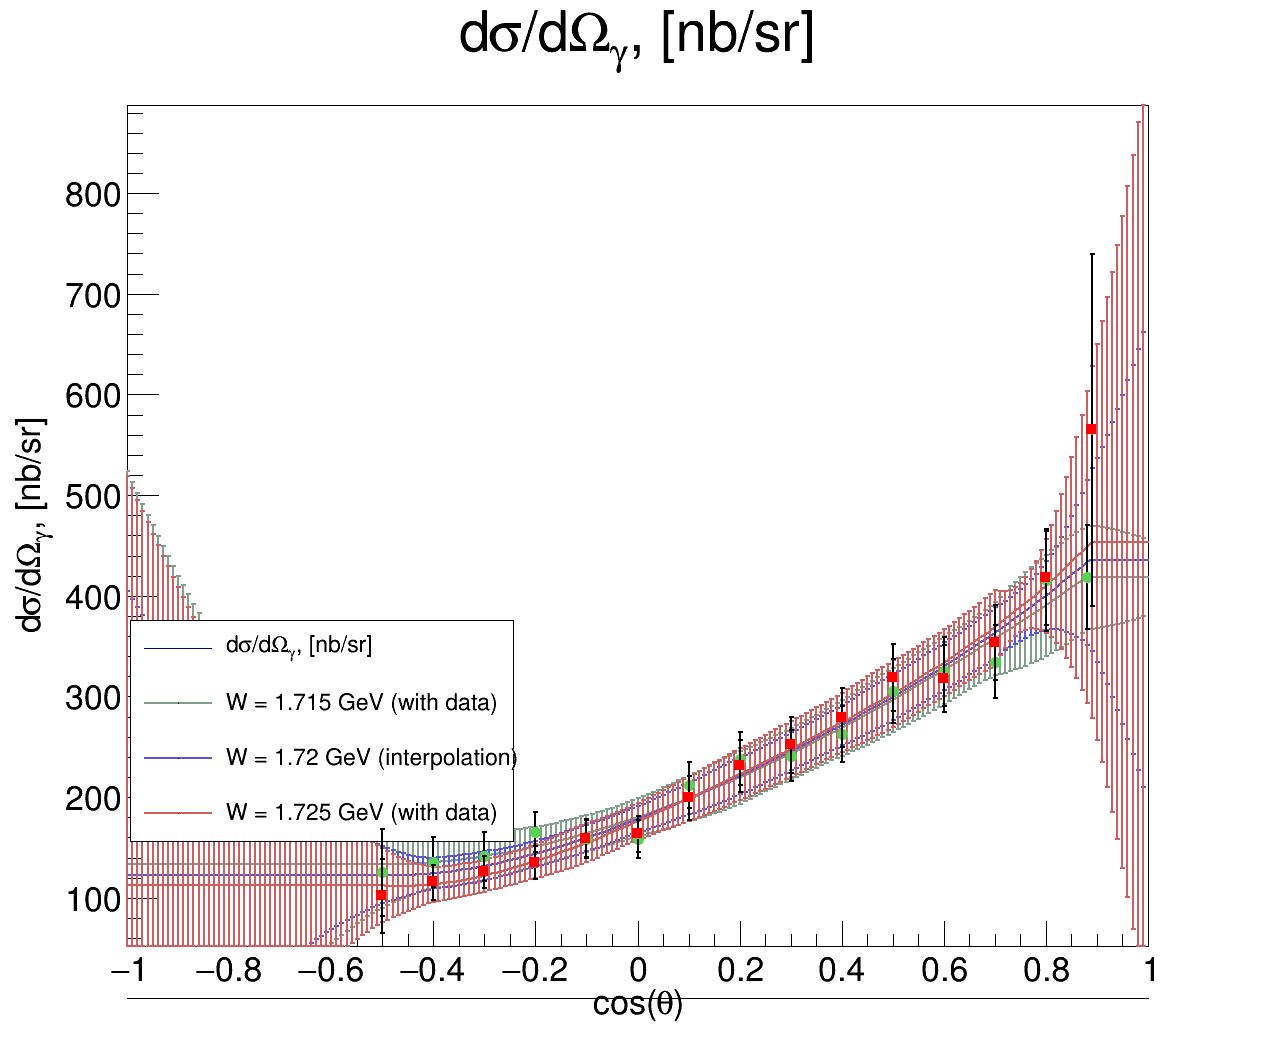 dσ/dΩγ, [nb/sr]
dσ/dΩγ, [nb/sr]
800
700
600
500
400
300
200
100
dσ/dΩγ, [nb/sr]
W = 1.715 GeV (with data)
W = 1.72 GeV (interpolation)
W = 1.725 GeV (with data)
−1 −0.8 −0.6 −0.4 −0.2 0 0.2 0.4 0.6 0.8 1
cos(θ)